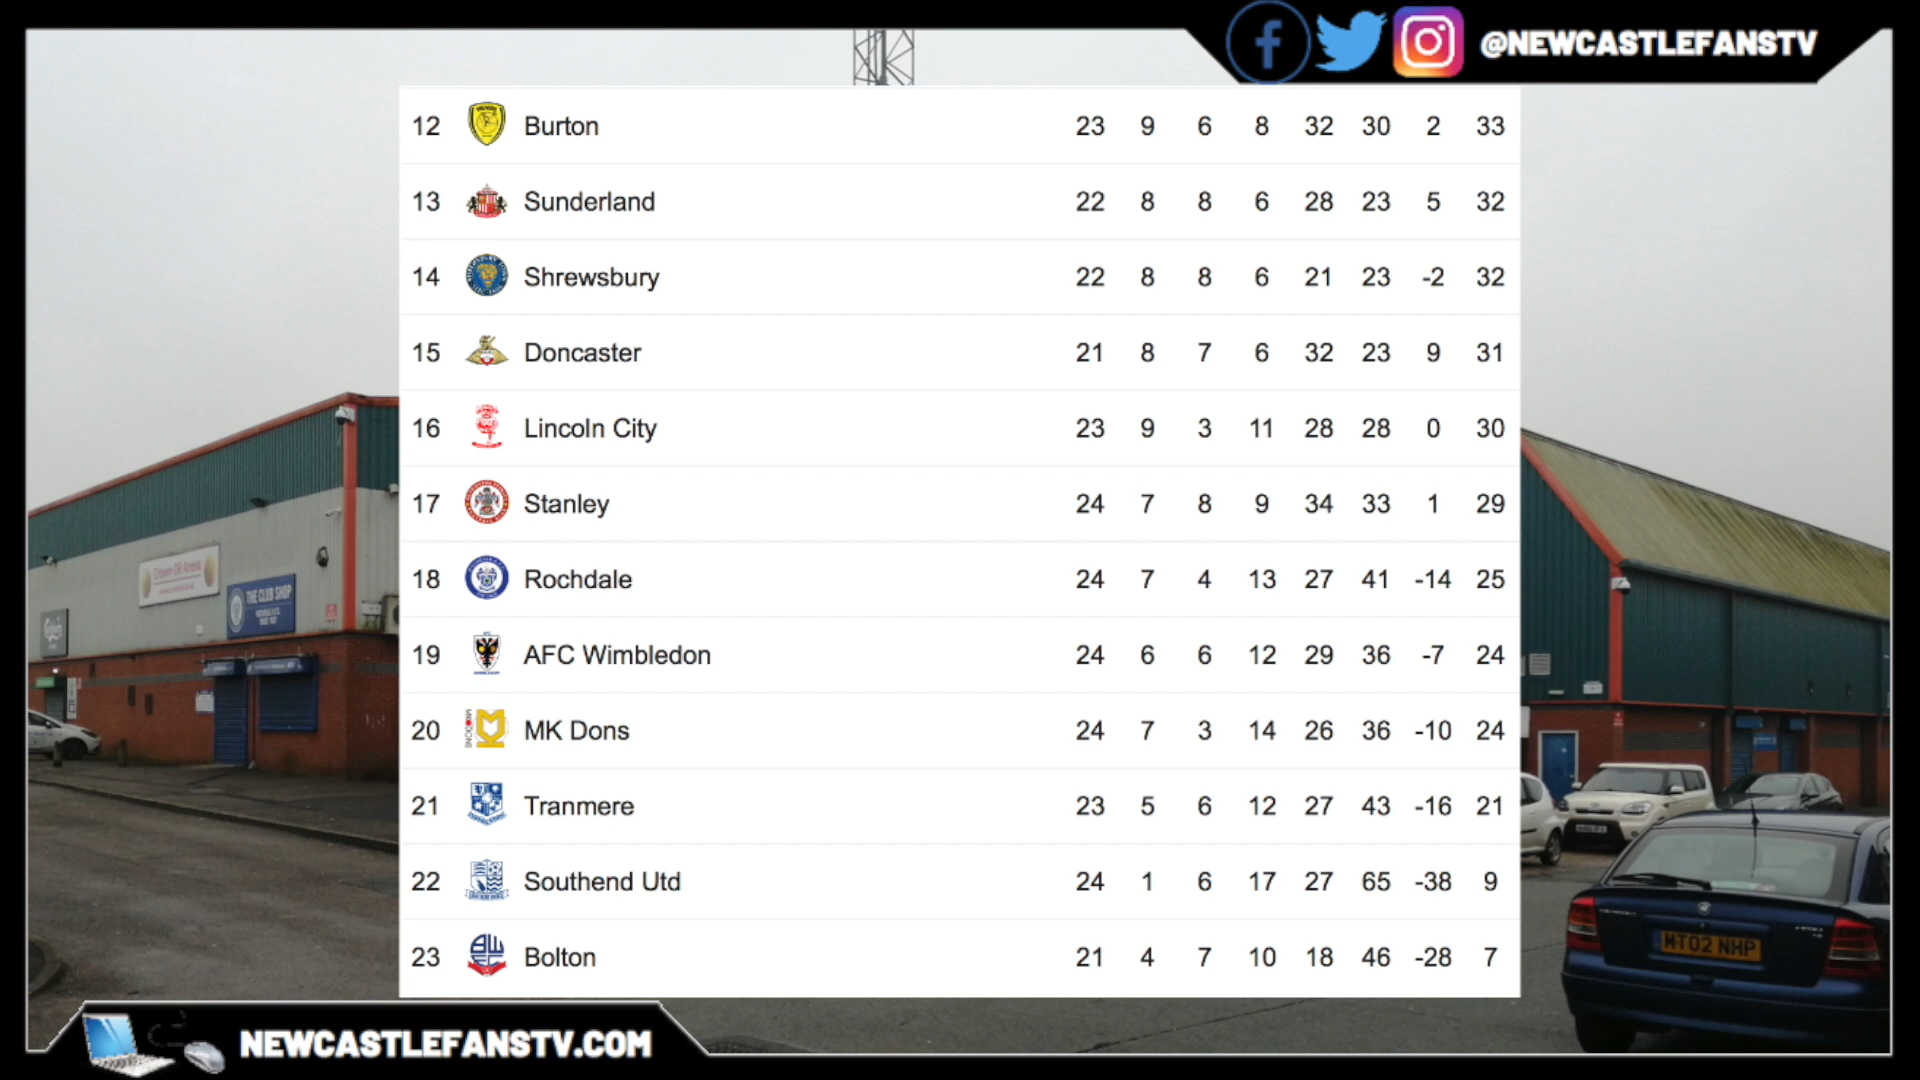 @NEWCASTLEFANSTV
12 Burton 23 9 6 8 32 30 2 33
13 Sunderland 22 8 8 6 28 23 5 32
14 Shrewsbury 22 8 8 6 21 23 -2 32
15 Doncaster 21 8 7 6 32 23 9 31
16 Lincoln City 23 9 3 11 28 28 0 30
17 Stanley 24 7 8 9 34 33 1 29
18 Rochdale 24 7 4 13 27 41 -14 25
19 AFC Wimbledon 24 6 6 12 29 36 -7 24
20 MK Dons 24 7 3 14 26 36 -10 24
21 Tranmere 23 5 6 12 27 43 -16 21
22 Southend Utd 24 1 6 17 27 65 -38 9
23 Bolton 21 4 7 10 18 46 -28 7
Crown Oil Arena
THE CLUB SHOP
MT02 NHP
NEWCASTLEFANSTV.COM